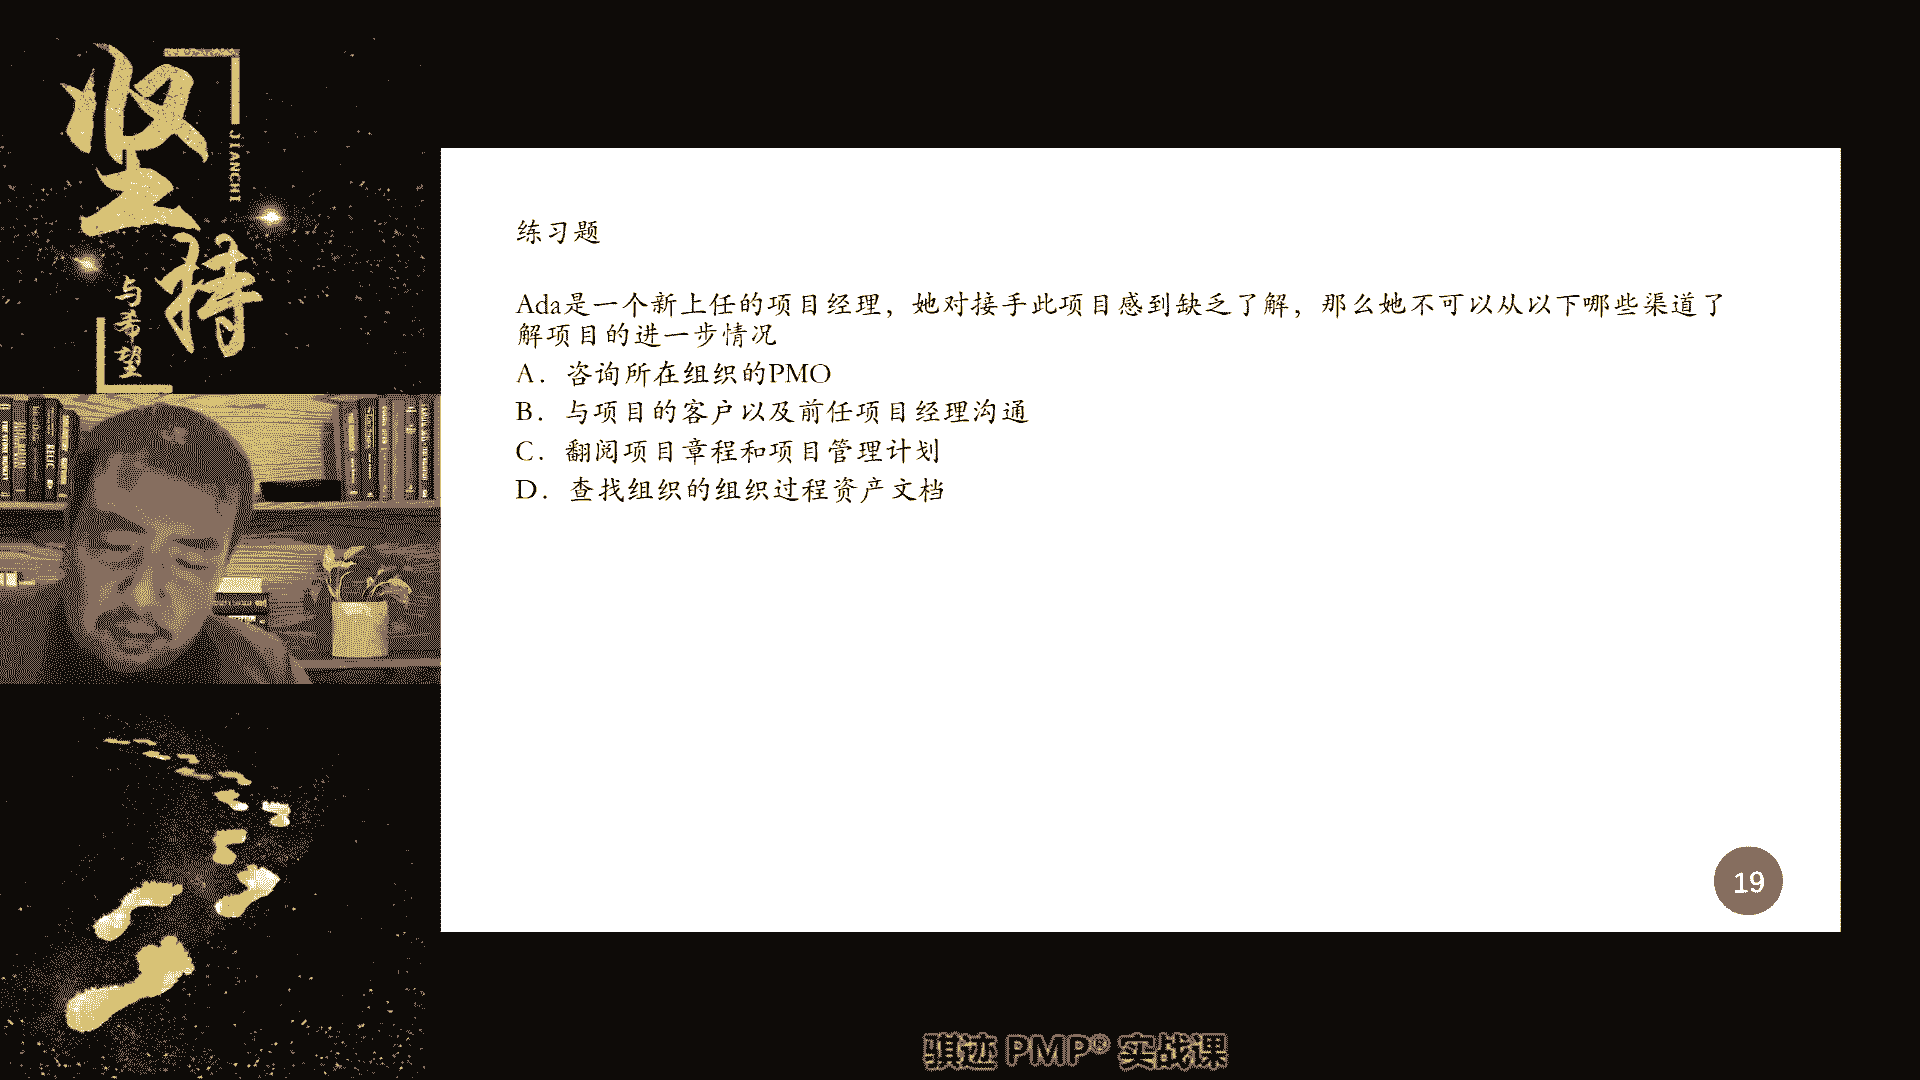 坚持
JIANCHI
与希望
练习题
Ada是一个新上任的项目经理，她对接手此项目感到缺乏了解，那么她不可以从以下哪些渠道了
解项目的进一步情况
A．咨询所在组织的PMO
B．与项目的客户以及前任项目经理沟通
C．翻阅项目章程和项目管理计划
D．查找组织的组织过程资产文档
19
骐迹 PMP® 实战课